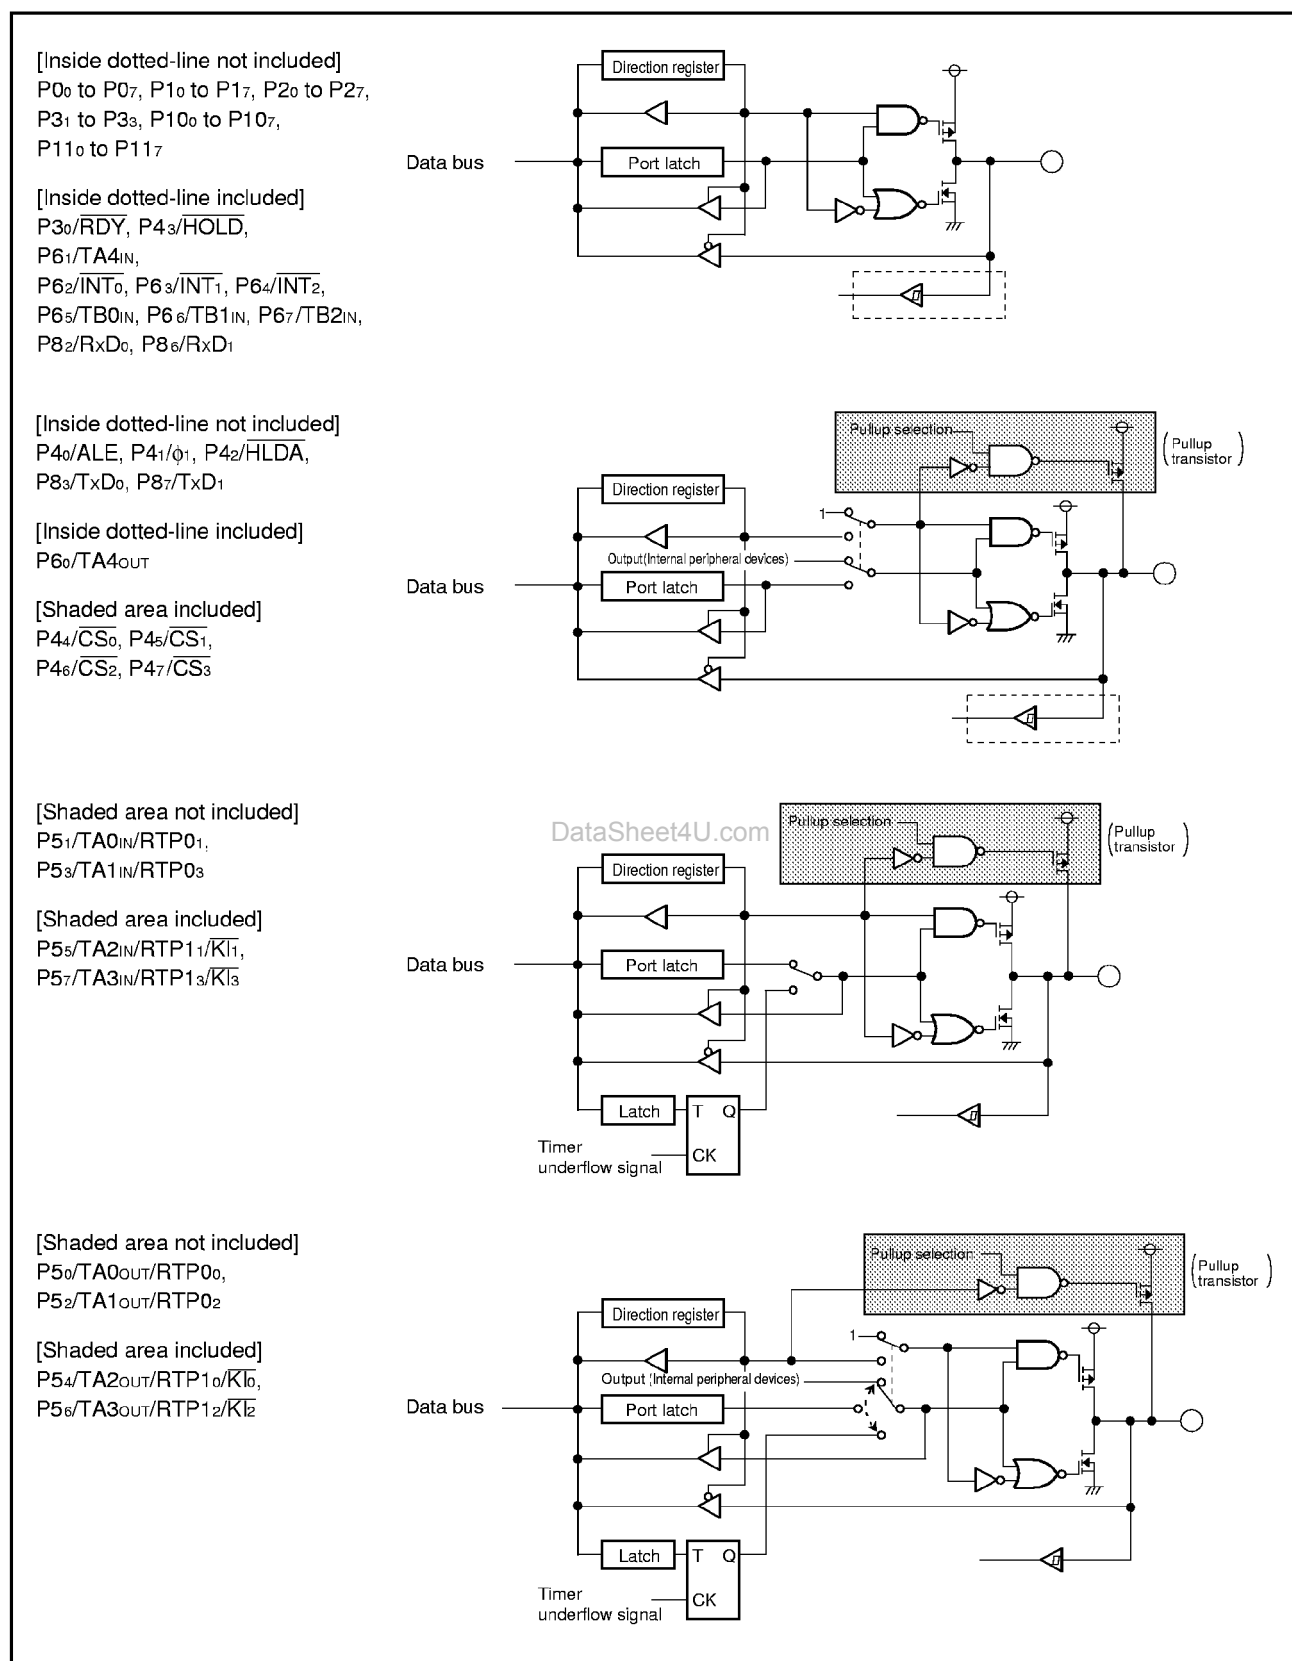 [Inside dotted-line not included]
P00 to P07, P10 to P17, P20 to P27,
P31 to P33, P100 to P107,
P110 to P117
[Inside dotted-line included]
P30/RDY, P43/HOLD,
P61/TA4IN,
P62/INT0, P63/INT1, P64/INT2,
P65/TB0IN, P66/TB1IN, P67/TB2IN,
P82/RxD0, P86/RxD1
Direction register
Data bus
Port latch
[Inside dotted-line not included]
P40/ALE, P41/ϕ1, P42/HLDA,
P83/TxD0, P87/TxD1
[Inside dotted-line included]
P60/TA4OUT
[Shaded area included]
P44/CS0, P45/CS1,
P46/CS2, P47/CS3
Pullup selection
(Pullup
transistor)
Direction register
1
Output(Internal peripheral devices)
Data bus
Port latch
[Shaded area not included]
P51/TA0IN/RTP01,
P53/TA1IN/RTP03
[Shaded area included]
P55/TA2IN/RTP11/KI1,
P57/TA3IN/RTP13/KI3
DataSheet4U.com
Pullup selection
(Pullup
transistor)
Direction register
Data bus
Port latch
Latch
T Q
CK
Timer
underflow signal
[Shaded area not included]
P50/TA0OUT/RTP00,
P52/TA1OUT/RTP02
[Shaded area included]
P54/TA2OUT/RTP10/KI0,
P56/TA3OUT/RTP12/KI2
Pullup selection
(Pullup
transistor)
Direction register
1
Output (Internal peripheral devices)
Data bus
Port latch
Latch
T Q
CK
Timer
underflow signal